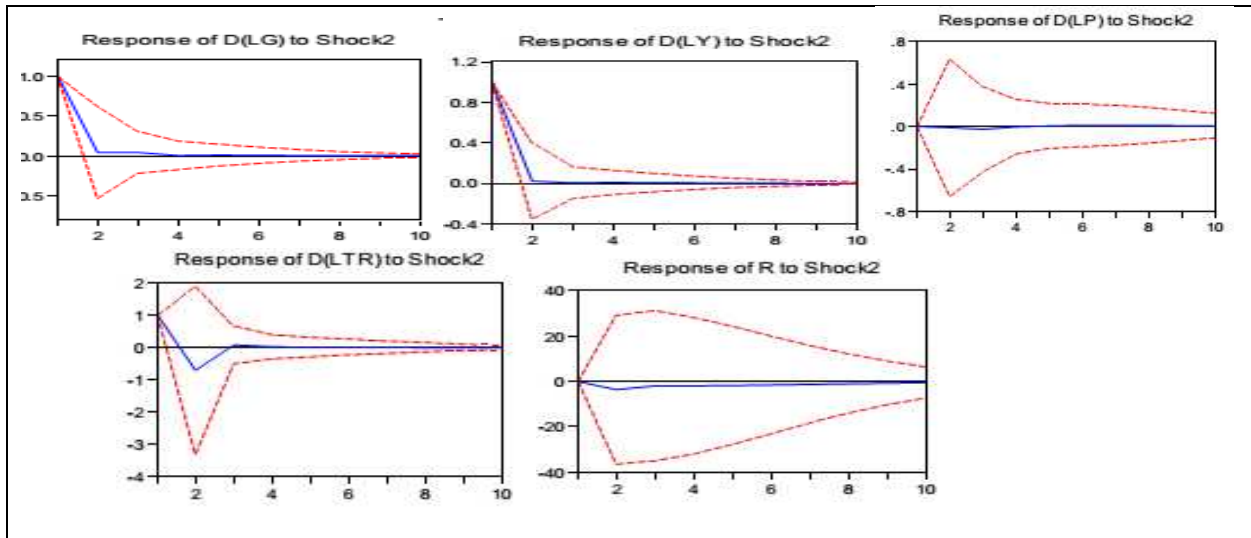 Response of D(LG) to Shock2
1.0
0.5
0.0
0.5
2 4 6 8 10
Response of D(LY) to Shock2
1.2
0.8
0.4
0.0
-0.4
2 4 6 8 10
Response of D(LP) to Shock2
.8
.4
.0
-.4
-.8
2 4 6 8 10
Response of D(LTR) to Shock2
2
1
0
-1
-2
-3
-4
2 4 6 8 10
Response of R to Shock2
40
20
0
-20
-40
2 4 6 8 10